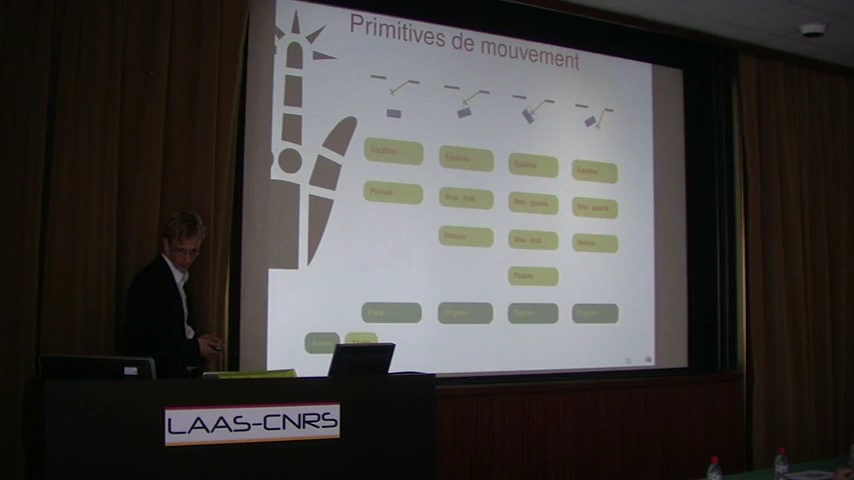 Primitives de mouvement
Equilibre Equilibre Equilibre Equilibre
Posture Bras droit Bras gauche Bras gauche
Posture Bras droit Posture
Posture
LAAS-CNRS